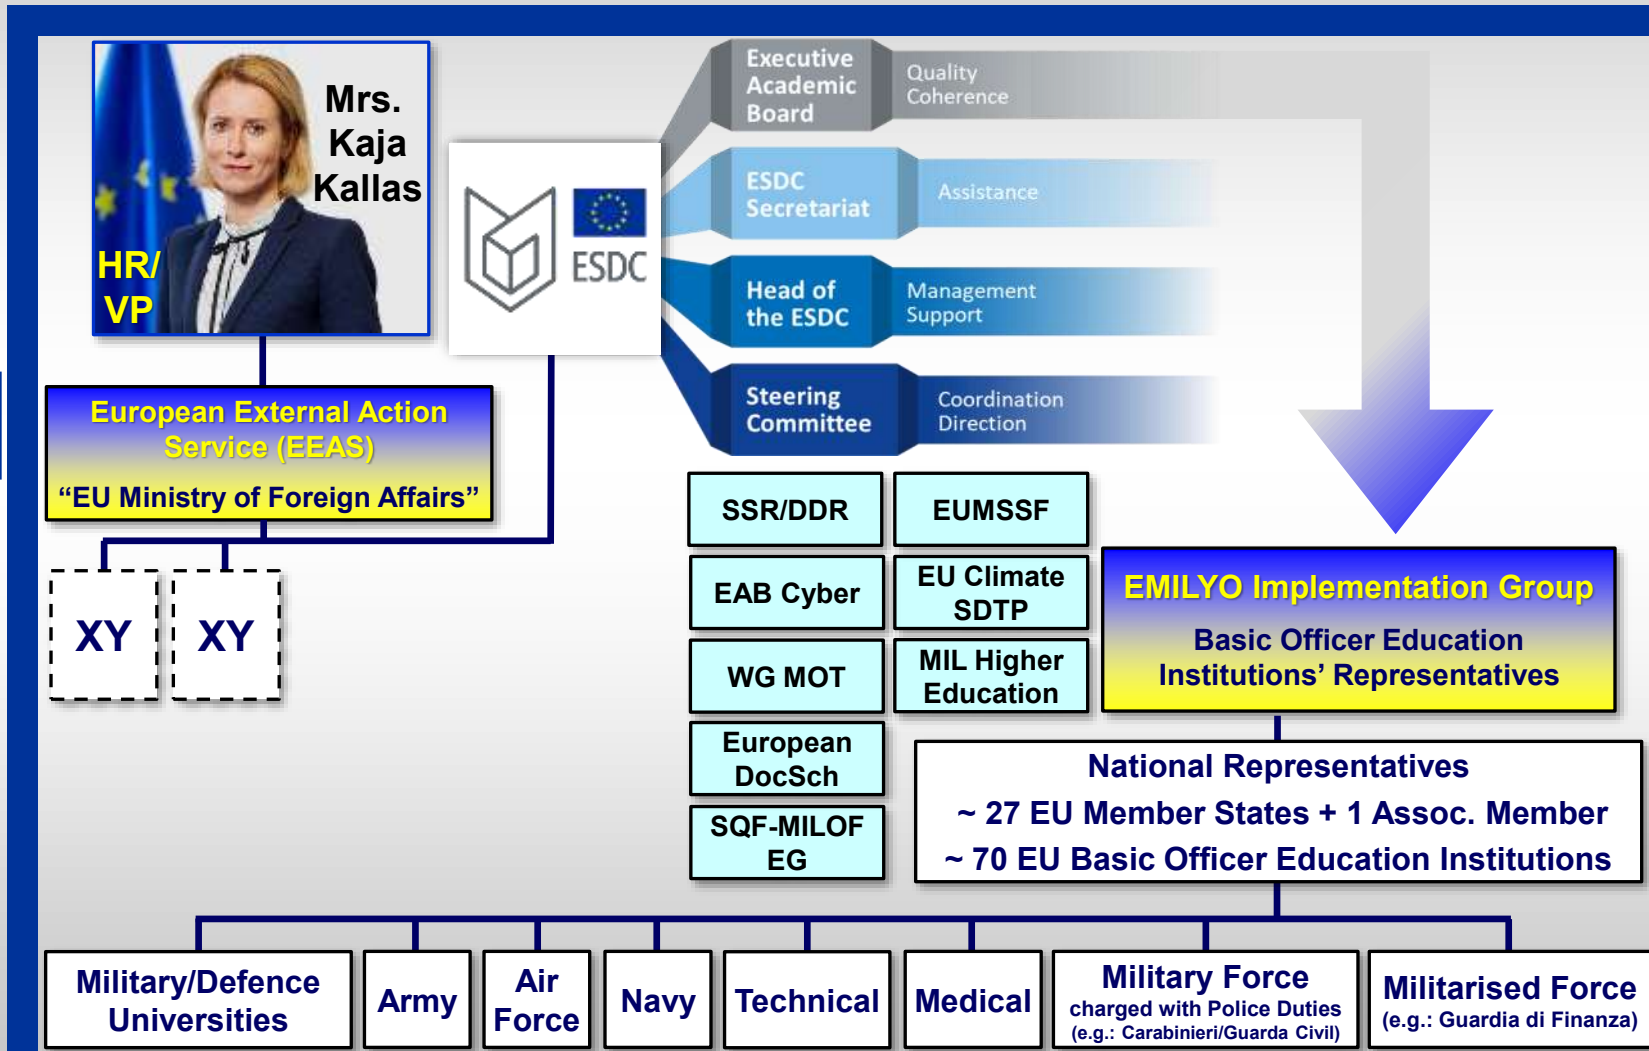 Mrs.
Kaja
Kallas
HR/
VP
European External Action
Service (EEAS)
“EU Ministry of Foreign Affairs”
XY
XY
ESDC
Executive
Academic
Board
Quality
Coherence
ESDC
Secretariat
Assistance
Head of
the ESDC
Management
Support
Steering
Committee
Coordination
Direction
SSR/DDR
EUMSSF
EAB Cyber
EU Climate
SDTP
WG MOT
MIL Higher
Education
European
DocSch
SQF-MILOF
EG
EMILYO Implementation Group
Basic Officer Education
Institutions’ Representatives
National Representatives
~ 27 EU Member States + 1 Assoc. Member
~ 70 EU Basic Officer Education Institutions
Military/Defence
Universities
Army
Air
Force
Navy
Technical
Medical
Military Force
charged with Police Duties
(e.g.: Carabinieri/Guarda Civil)
Militarised Force
(e.g.: Guardia di Finanza)